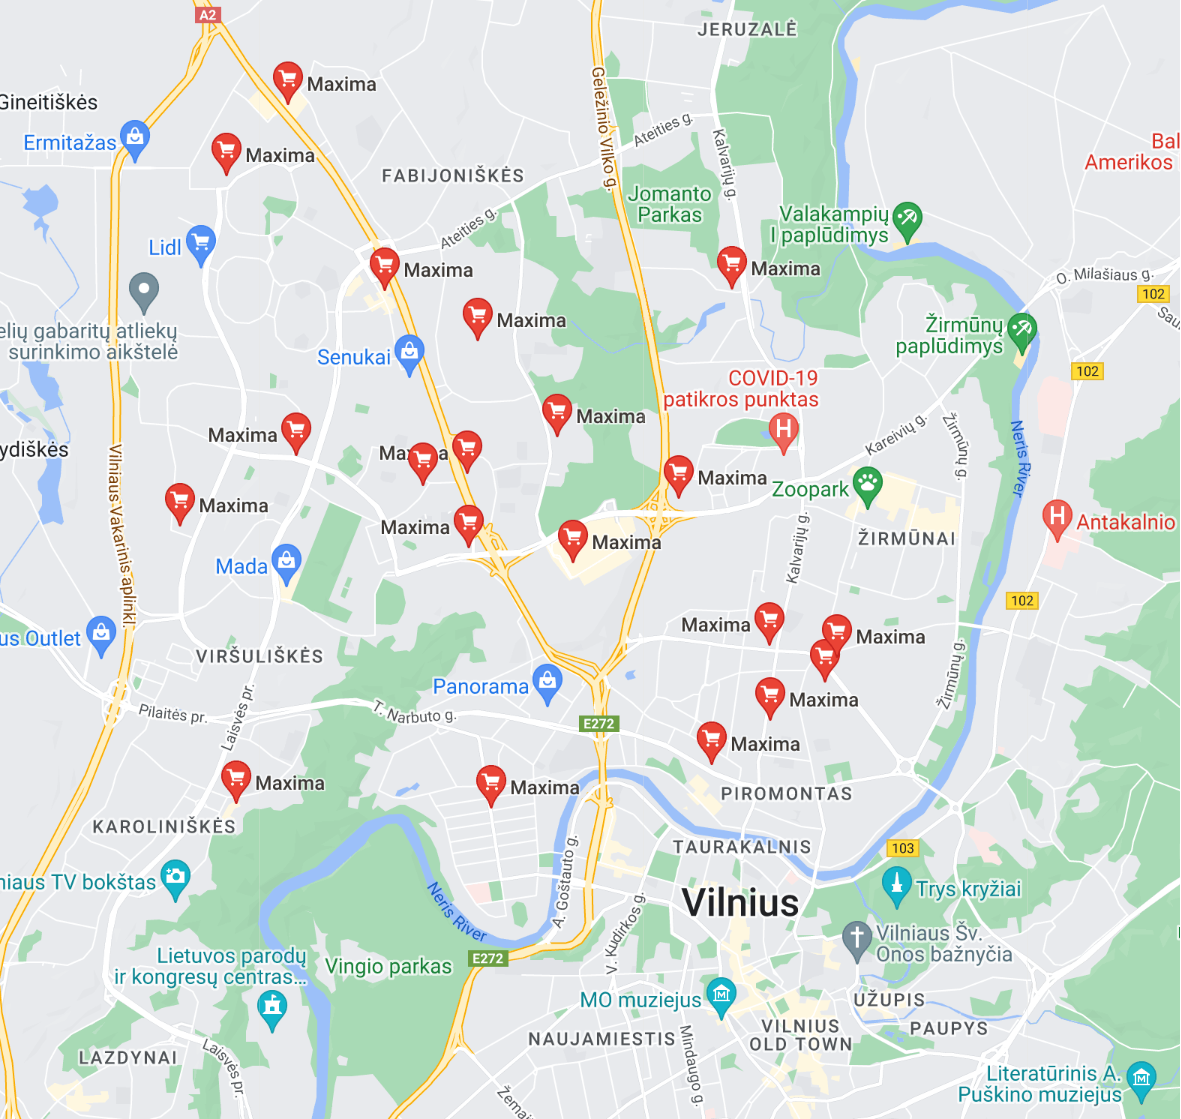 A2
JERUZALĖ
Maxima
Gineitiškės
Ermitažas
Maxima
FABIJONIŠKĖS
Ateities g.
Geležinio Vilko g.
Kalvarijų g.
Bal
Amerikos
Jomanto
Parkas
Valakampių
I paplūdimys
Ateities g.
Lidl
Maxima
Maxima
O. Milašiaus g.
102
Sau
Maxima
elių gabaritų atliekų
surinkimo aikštelė
Senukai
Žirmūnų
paplūdimys
102
COVID-19
patikros punktas
Maxima
Maxima
Kareivių g.
Žirmūnų g.
Neris River
ydiškės
Maxima
Vilniaus Vakarinis aplinkl.
Maxima
Zoopark
Maxima
Maxima
Maxima
Antakalnio
ŽIRMŪNAI
Kalvarijų g.
Mada
102
Maxima
Maxima
us Outlet
VIRŠULIŠKĖS
Žirmūnų g.
Panorama
Maxima
Pilaitės pr.
Laisvės pr.
T. Narbuto g.
E272
Maxima
Maxima
Maxima
PIROMONTAS
KAROLINIŠKĖS
TAURAKALNIS
103
niaus TV bokštas
A. Goštauto g.
Trys kryžiai
Neris River
Vilnius
V. Kudirkos g.
Vilniaus Šv.
Onos bažnyčia
Lietuvos parodų
ir kongresų centras...
Vingio parkas
E272
MO muziejus
UŽUPIS
VILNIUS
OLD TOWN
PAUPYS
NAUJAMIESTIS
Mindaugo g.
LAZDYNAI
Laisvės pr.
Žemai
Literatūrinis A.
Puškino muziejus